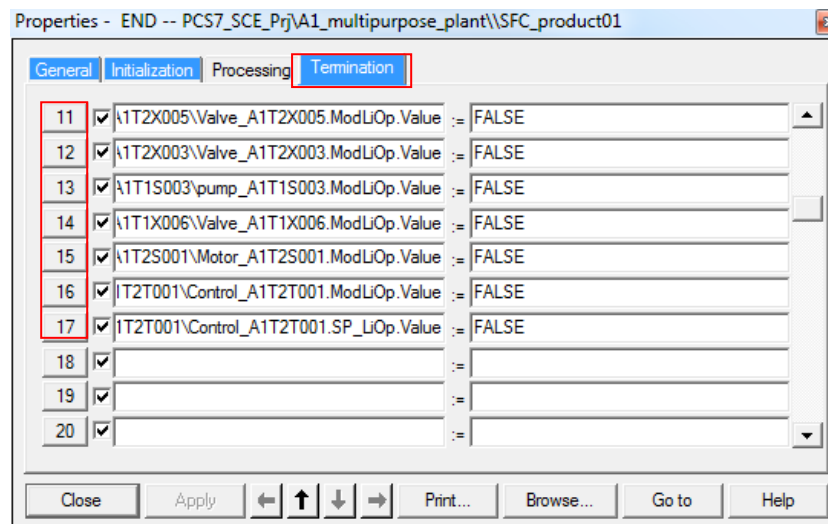 Properties - END -- PCS7_SCE_Prj\A1_multipurpose_plant\\SFC_product01
General Initialization Processing Termination
11 \1T2X005\Valve_A1T2X005.ModLiOp.Value := FALSE
12 \1T2X003\Valve_A1T2X003.ModLiOp.Value := FALSE
13 \1T1S003\pump_A1T1S003.ModLiOp.Value := FALSE
14 \1T1X006\Valve_A1T1X006.ModLiOp.Value := FALSE
15 \1T2S001\Motor_A1T2S001.ModLiOp.Value := FALSE
16 IT2T001\Control_A1T2T001.ModLiOp.Value := FALSE
17 1T2T001\Control_A1T2T001.SP_LiOp.Value := FALSE
18 :=
19 :=
20 :=
Close Apply Print... Browse... Go to Help